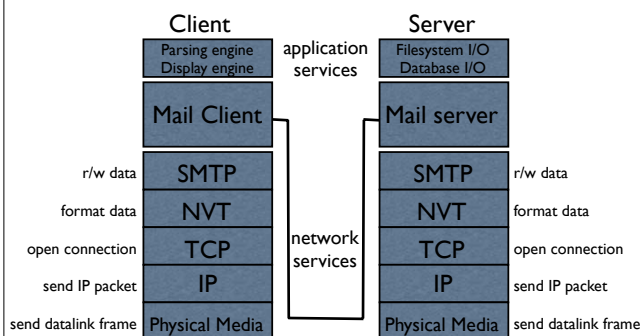 Client
Server
Parsing engine
Display engine
application
services
Filesystem I/O
Database I/O
Mail Client
Mail server
r/w data
SMTP
SMTP
r/w data
format data
NVT
NVT
format data
open connection
TCP
network
services
TCP
open connection
send IP packet
IP
IP
send IP packet
send datalink frame
Physical Media
Physical Media
send datalink frame